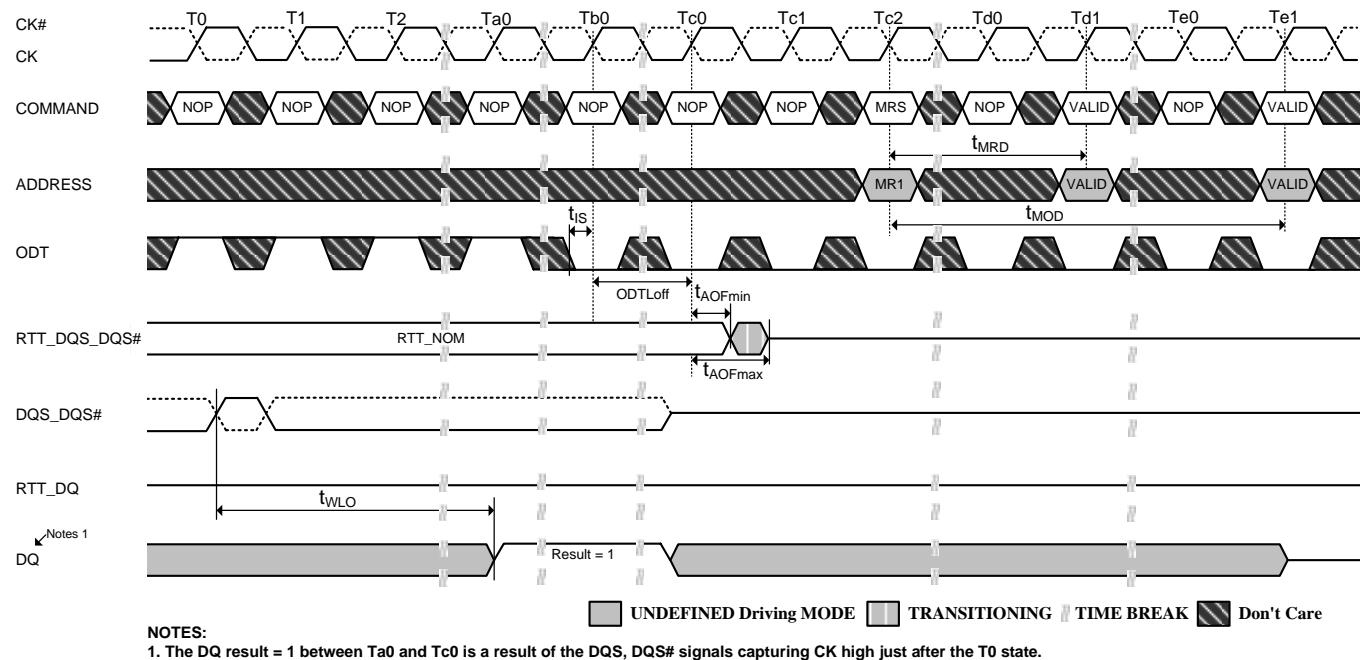 CK# T0 T1 T2 Ta0 Tb0 Tc0 Tc1 Tc2 Td0 Td1 Te0 Te1
CK
COMMAND NOP NOP NOP NOP NOP NOP NOP MRS NOP VALID NOP VALID
tMRD
ADDRESS MR1 VALID VALID
tIS tMOD
ODT
ODTLoff tAOFmin
RTT_DQS_DQS# RTT_NOM
tAOFmax
DQS_DQS#
RTT_DQ
tWLO
Notes 1
DQ Result = 1
UNDEFINED Driving MODE TRANSITIONING TIME BREAK Don't Care
NOTES:
1. The DQ result = 1 between Ta0 and Tc0 is a result of the DQS, DQS# signals capturing CK high just after the T0 state.